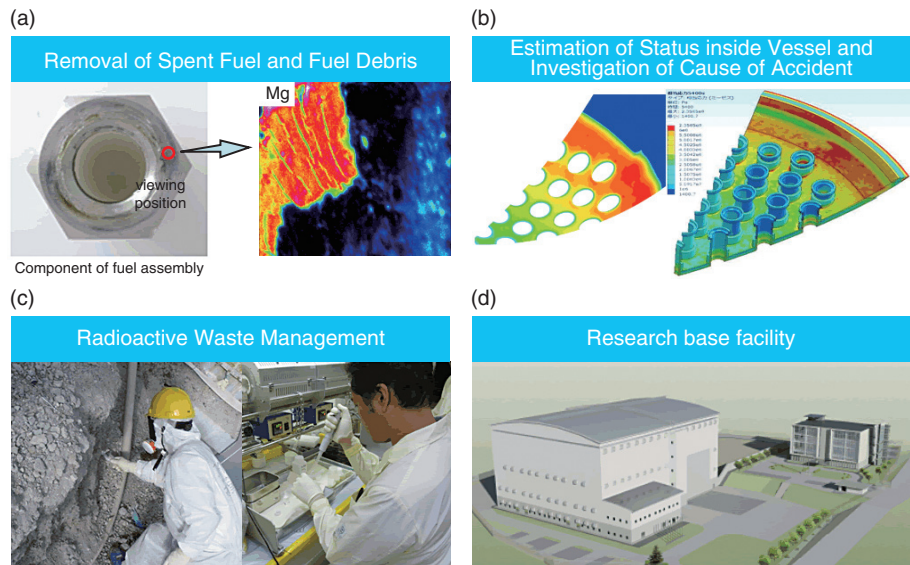 (a)
Removal of Spent Fuel and Fuel Debris
Mg
viewing
position
Component of fuel assembly
(b)
Estimation of Status inside Vessel and
Investigation of Cause of Accident
(c)
Radioactive Waste Management
(d)
Research base facility